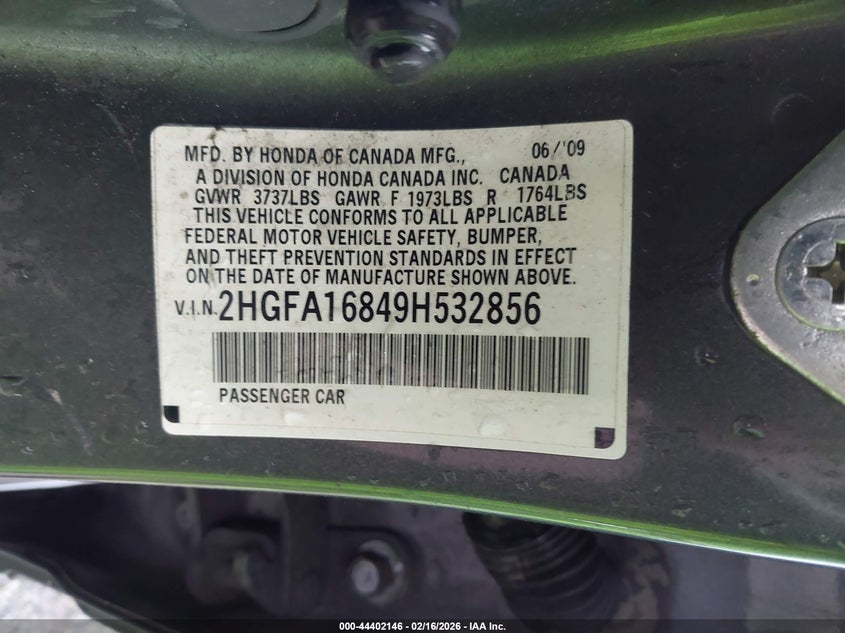 MFD. BY HONDA OF CANADA MFG., 06/'09
A DIVISION OF HONDA CANADA INC. CANADA
GVWR 3737LBS GAWR F 1973LBS R 1764LBS
THIS VEHICLE CONFORMS TO ALL APPLICABLE
FEDERAL MOTOR VEHICLE SAFETY, BUMPER,
AND THEFT PREVENTION STANDARDS IN EFFECT
ON THE DATE OF MANUFACTURE SHOWN ABOVE.
V.I.N. 2HGFA16849H532856
PASSENGER CAR
000-44402146 - 02/16/2026 - IAA Inc.